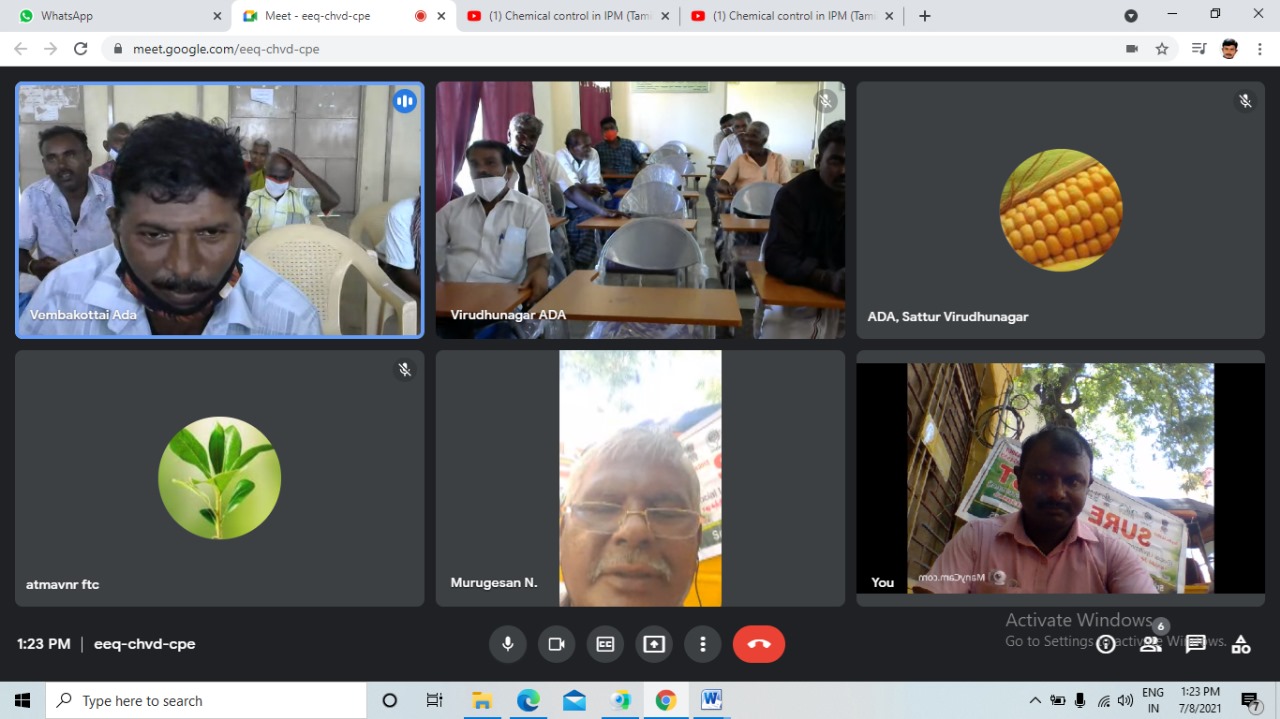 WhatsApp
Meet - eeq-chvd-cpe
(1) Chemical control in IPM (Tam
(1) Chemical control in IPM (Tam
meet.google.com/eeq-chvd-cpe
Vembakottai Ada
Virudhunagar ADA
ADA, Sattur Virudhunagar
atmavnr ftc
Murugesan N.
SURE
ManyCam.com
You
Activate Windows
Go to Settings to activate Windows.
6
1:23 PM | eeq-chvd-cpe
Type here to search
ENG
IN
1:23 PM
7/8/2021
7